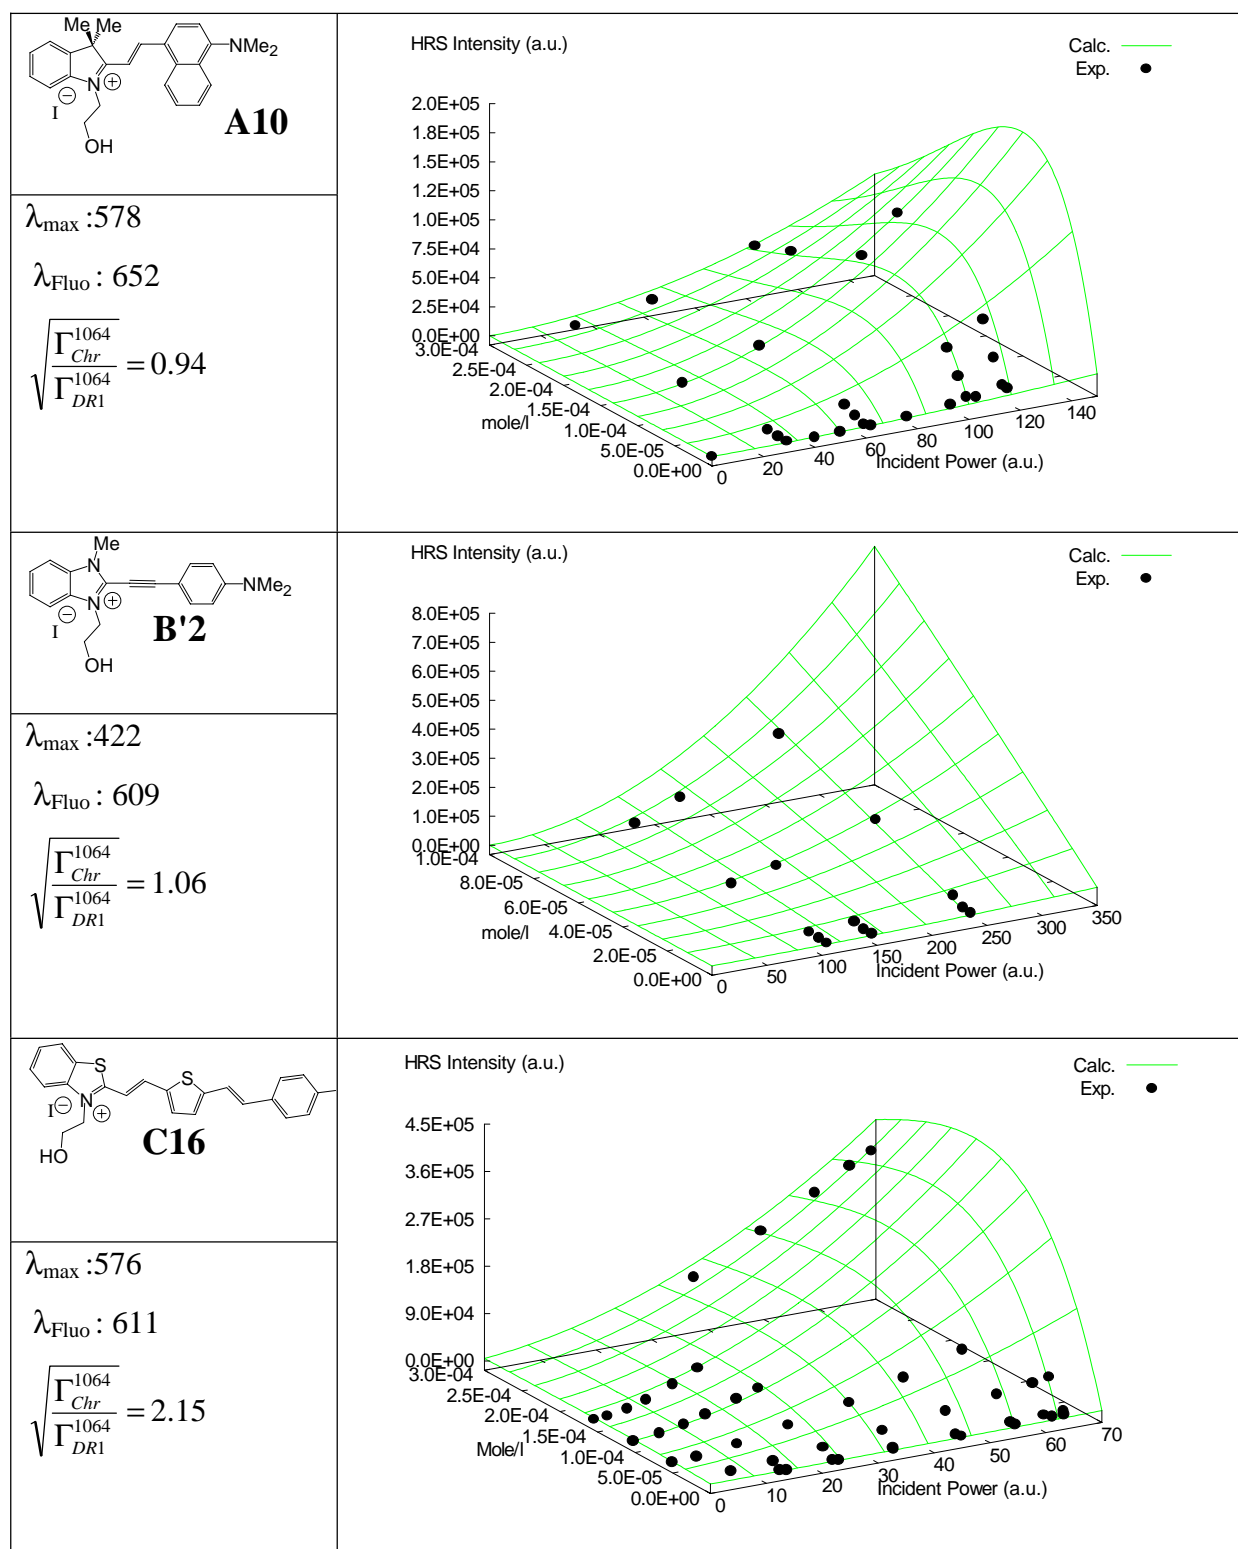 Me Me
NMe2
N
⊕
I⊖
OH
A10
λmax :578
λFluo : 652
√(Γ1064Chr / Γ1064DR1) = 0.94
HRS Intensity (a.u.)
Calc.
Exp.
2.0E+05
1.8E+05
1.5E+05
1.2E+05
1.0E+05
7.5E+04
5.0E+04
2.5E+04
0.0E+00
3.0E-04
2.5E-04
2.0E-04
1.5E-04
1.0E-04
5.0E-05
0.0E+00
mole/l
0 20 40 60 80 100 120 140
Incident Power (a.u.)
Me
N
NMe2
N
⊕
I⊖
OH
B'2
λmax :422
λFluo : 609
√(Γ1064Chr / Γ1064DR1) = 1.06
HRS Intensity (a.u.)
Calc.
Exp.
8.0E+05
7.0E+05
6.0E+05
5.0E+05
4.0E+05
3.0E+05
2.0E+05
1.0E+05
0.0E+00
1.0E-04
8.0E-05
6.0E-05
4.0E-05
2.0E-05
0.0E+00
mole/l
0 50 100 150 200 250 300 350
Incident Power (a.u.)
S
S
N
⊕
I⊖
HO
C16
λmax :576
λFluo : 611
√(Γ1064Chr / Γ1064DR1) = 2.15
HRS Intensity (a.u.)
Calc.
Exp.
4.5E+05
3.6E+05
2.7E+05
1.8E+05
9.0E+04
0.0E+00
3.0E-04
2.5E-04
2.0E-04
1.5E-04
1.0E-04
5.0E-05
0.0E+00
Mole/l
0 10 20 30 40 50 60 70
Incident Power (a.u.)